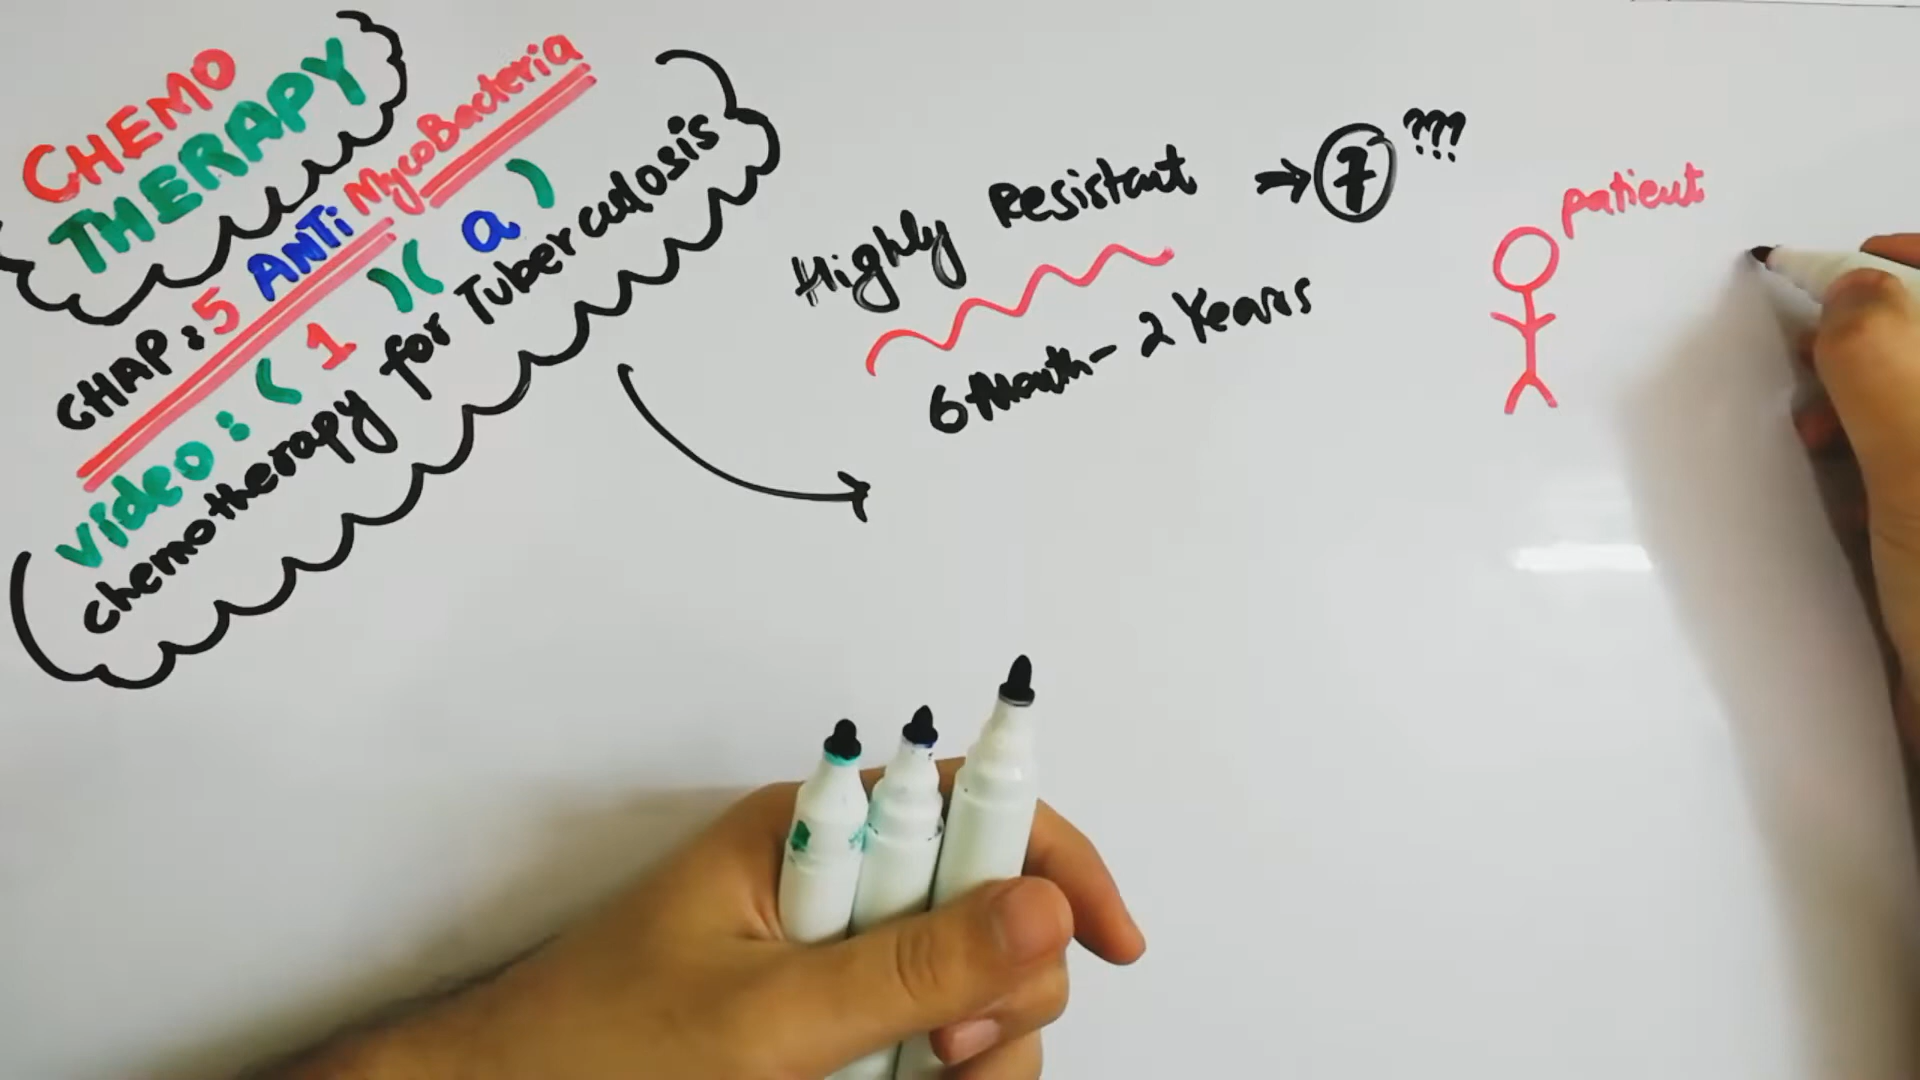 CHEMO
THERAPY
CHAP: 5 ANTi MycoBacteria
Video: ( 1 ) ( a )
chemotherapy for Tuberculosis
Highly Resistant → 7 ???
6 Month - 2 Years
patient